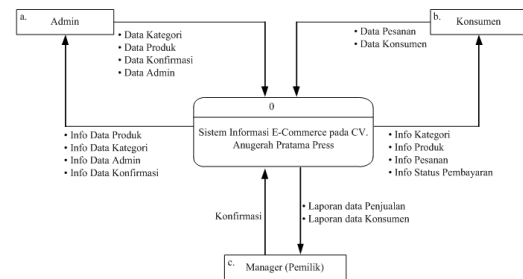 a.
Admin
b.
Konsumen
• Data Kategori
• Data Produk
• Data Konfirmasi
• Data Admin
• Data Pesanan
• Data Konsumen
0
Sistem Informasi E-Commerce pada CV.
Anugerah Pratama Press
• Info Data Produk
• Info Data Kategori
• Info Data Admin
• Info Data Konfirmasi
• Info Kategori
• Info Produk
• Info Pesanan
• Info Status Pembayaran
Konfirmasi
• Laporan data Penjualan
• Laporan data Konsumen
c.
Manager (Pemilik)